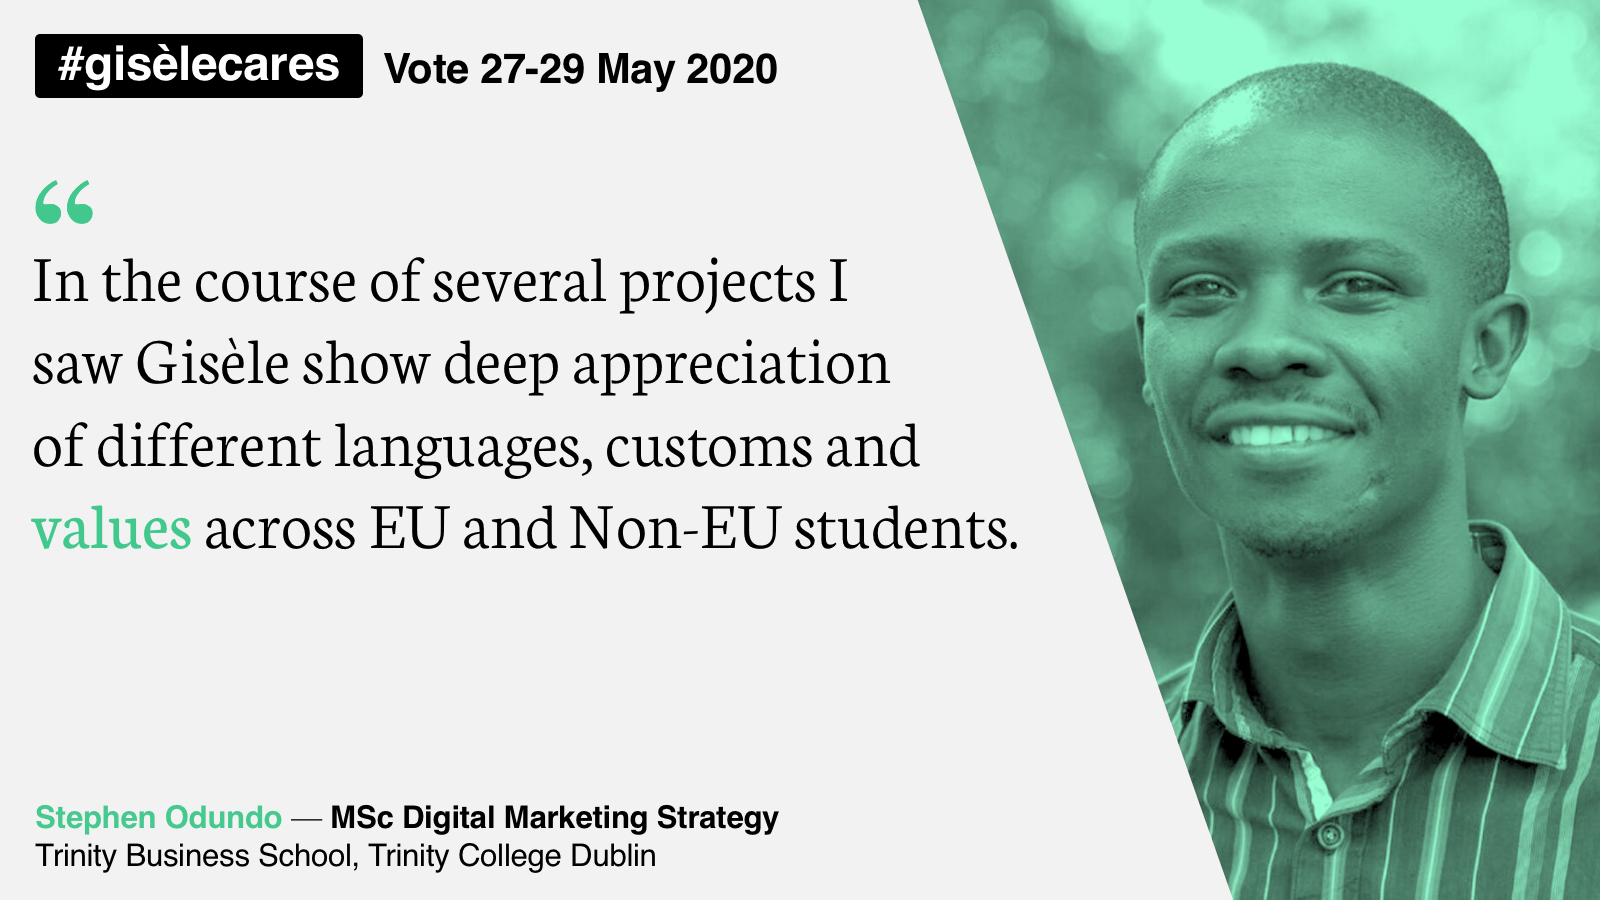 #gisèlecares Vote 27-29 May 2020
“
In the course of several projects I
saw Gisèle show deep appreciation
of different languages, customs and
values across EU and Non-EU students.
Stephen Odundo — MSc Digital Marketing Strategy
Trinity Business School, Trinity College Dublin